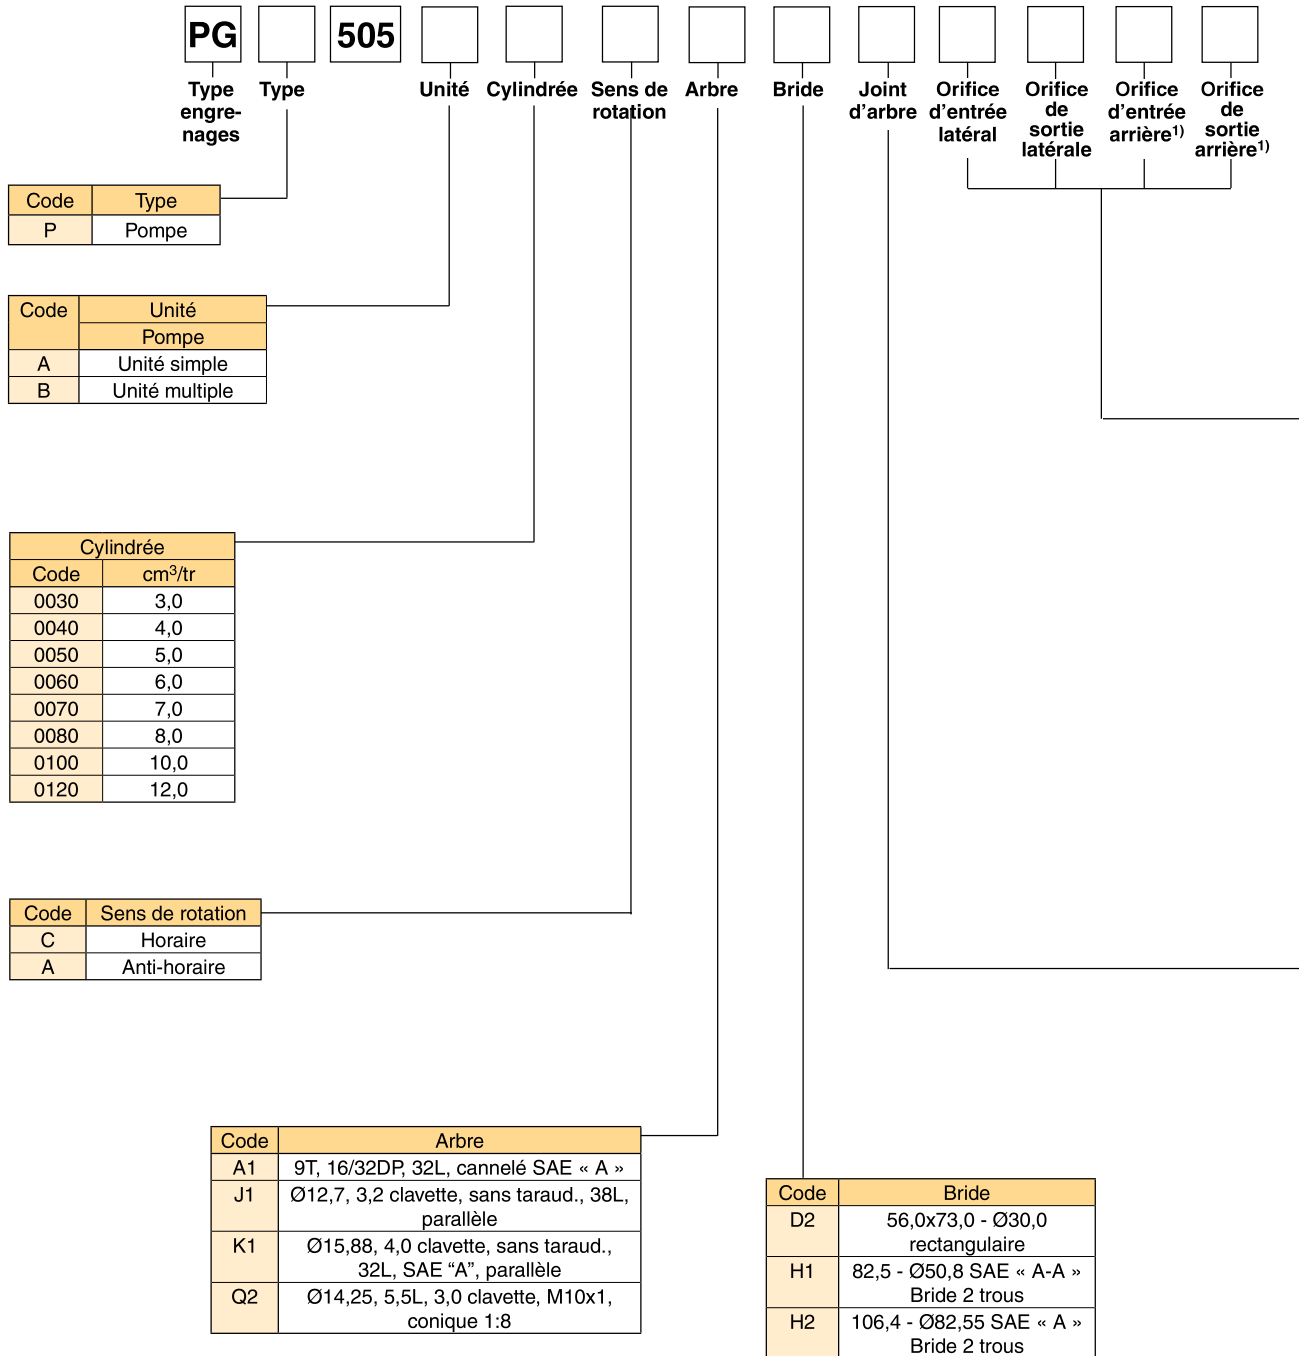 PG 505
Type engre-nages
Type
Unité
Cylindrée
Sens de rotation
Arbre
Bride
Joint d’arbre
Orifice d’entrée latéral
Orifice de sortie latérale
Orifice d’entrée arrière1)
Orifice de sortie arrière1)
Code Type
P Pompe
Code Unité
Pompe
A Unité simple
B Unité multiple
Cylindrée
Code cm3/tr
0030 3,0
0040 4,0
0050 5,0
0060 6,0
0070 7,0
0080 8,0
0100 10,0
0120 12,0
Code Sens de rotation
C Horaire
A Anti-horaire
Code Arbre
A1 9T, 16/32DP, 32L, cannelé SAE « A »
J1 Ø12,7, 3,2 clavette, sans taraud., 38L,
parallèle
K1 Ø15,88, 4,0 clavette, sans taraud.,
32L, SAE “A”, parallèle
Q2 Ø14,25, 5,5L, 3,0 clavette, M10x1,
conique 1:8
Code Bride
D2 56,0x73,0 - Ø30,0
rectangulaire
H1 82,5 - Ø50,8 SAE « A-A »
Bride 2 trous
H2 106,4 - Ø82,55 SAE « A »
Bride 2 trous